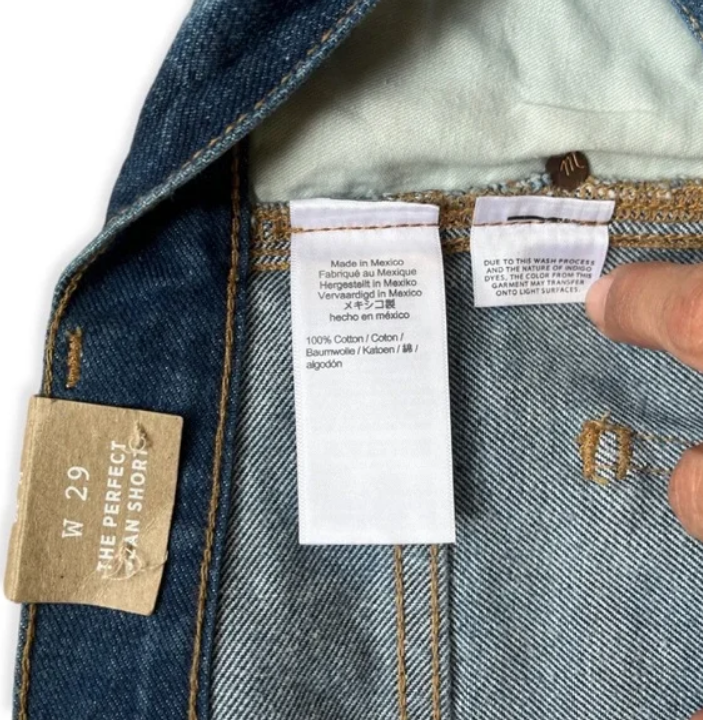 m
Made in Mexico
Fabriqué au Mexique
Hergestellt in Mexiko
Vervaardigd in Mexico
メキシコ製
hecho en méxico
100% Cotton / Coton /
Baumwolle / Katoen / 綿 /
algodón
DUE TO THIS WASH PROCESS
AND THE NATURE OF INDIGO
DYES, THE COLOR FROM THIS
GARMENT MAY TRANSFER
ONTO LIGHT SURFACES.
W 29
THE PERFECT
SHORT